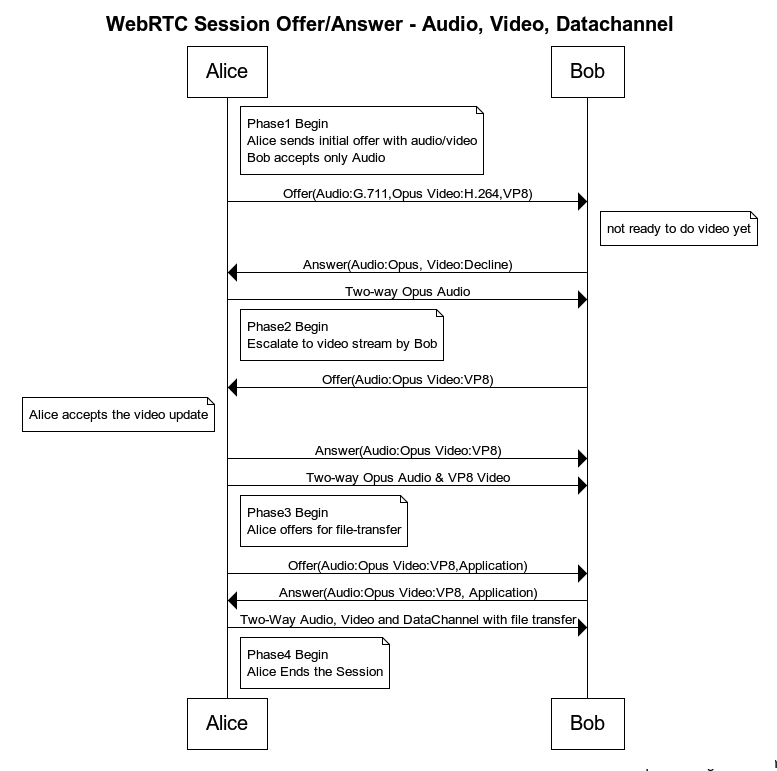 WebRTC Session Offer/Answer - Audio, Video, Datachannel
Alice
Bob
Phase1 Begin
Alice sends initial offer with audio/video
Bob accepts only Audio
Offer(Audio:G.711,Opus Video:H.264,VP8)
not ready to do video yet
Answer(Audio:Opus, Video:Decline)
Two-way Opus Audio
Phase2 Begin
Escalate to video stream by Bob
Offer(Audio:Opus Video:VP8)
Alice accepts the video update
Answer(Audio:Opus Video:VP8)
Two-way Opus Audio & VP8 Video
Phase3 Begin
Alice offers for file-transfer
Offer(Audio:Opus Video:VP8,Application)
Answer(Audio:Opus Video:VP8, Application)
Two-Way Audio, Video and DataChannel with file transfer
Phase4 Begin
Alice Ends the Session
Alice
Bob